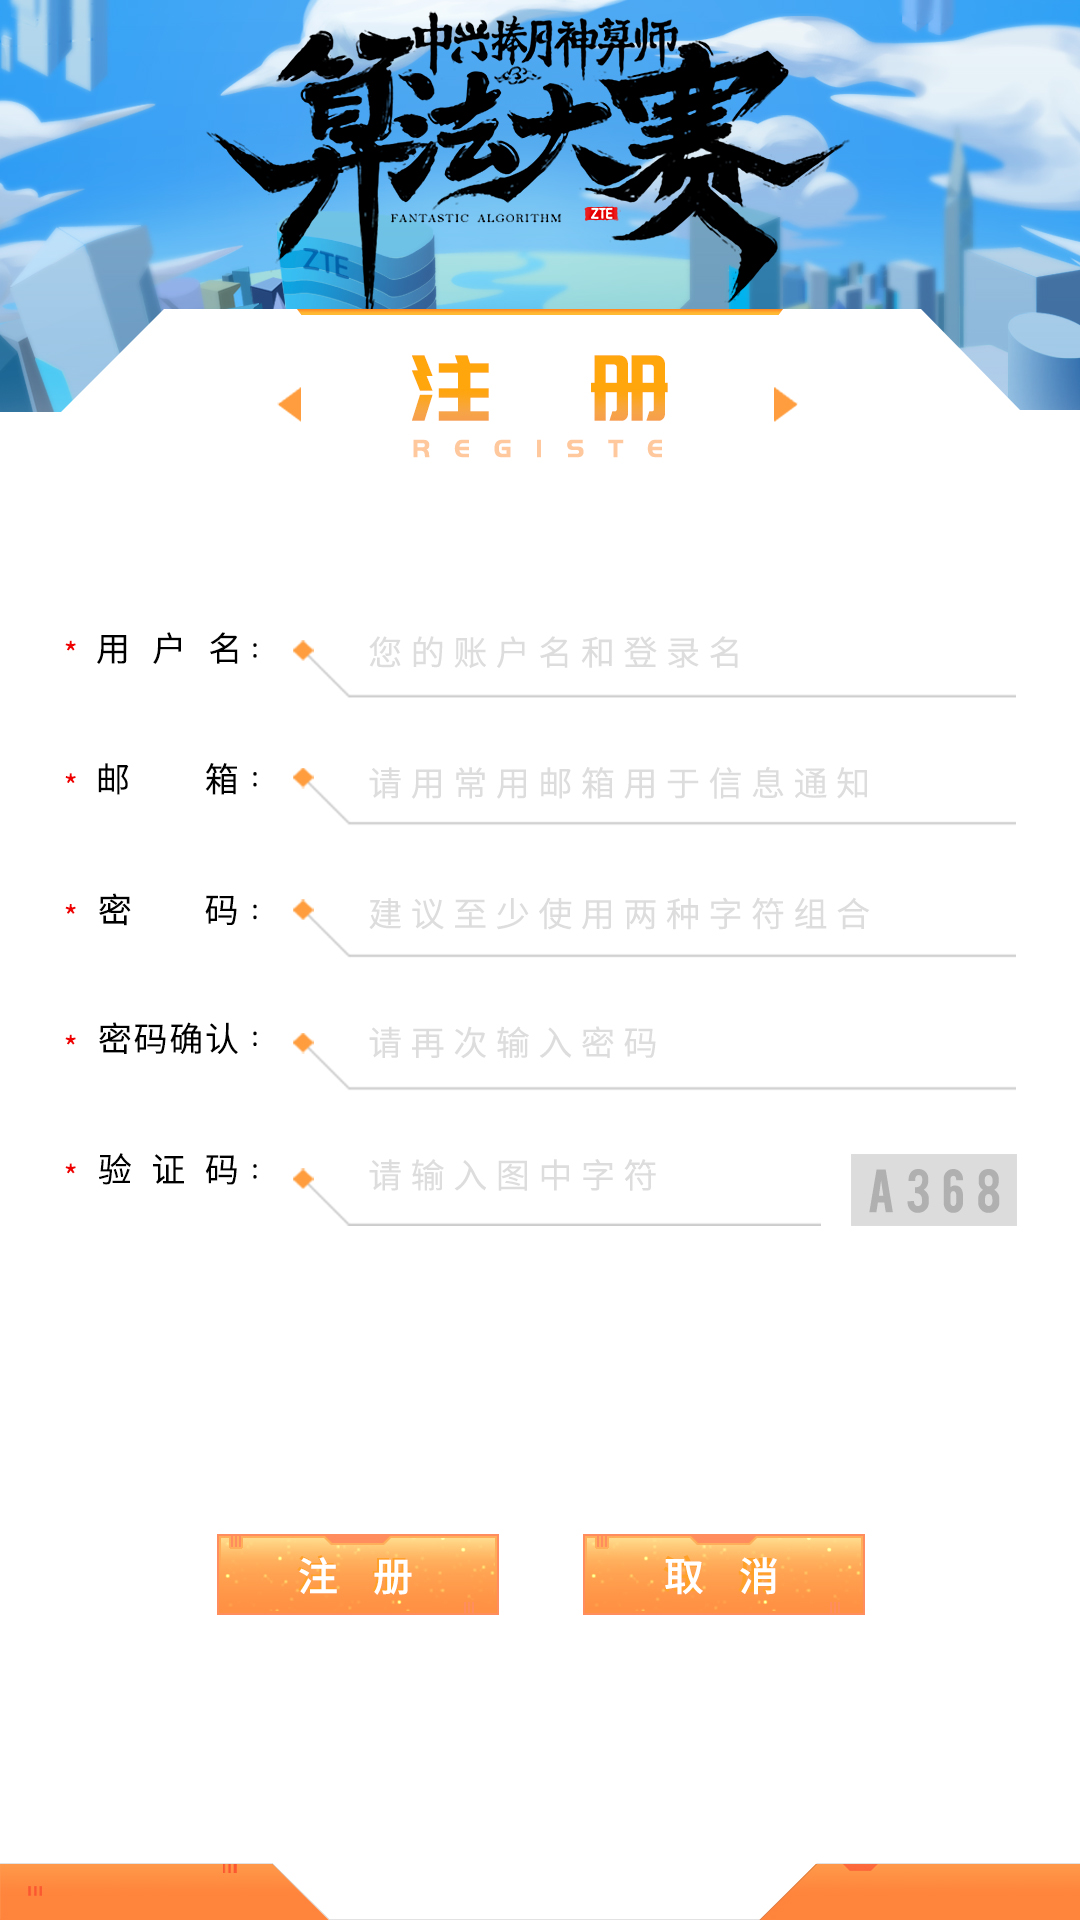 中兴捧月神算师
算法大赛
FANTASTIC ALGORITHM ZTE
ZTE
注 册
REGISTE
* 用 户 名： 您的账户名和登录名
* 邮 箱： 请用常用邮箱用于信息通知
* 密 码： 建议至少使用两种字符组合
* 密码确认： 请再次输入密码
* 验 证 码： 请输入图中字符 A368
注 册 取 消